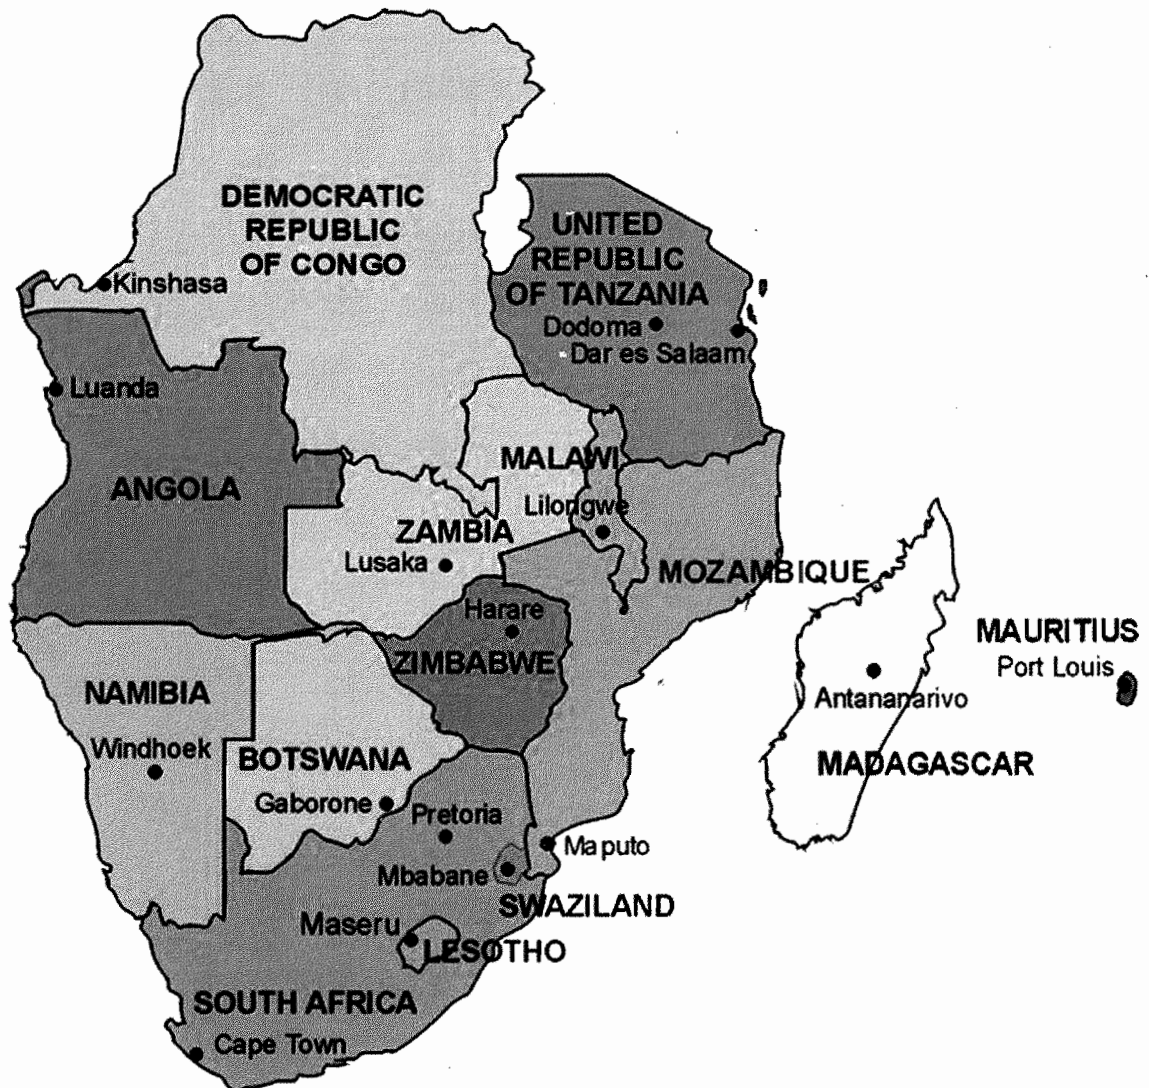 DEMOCRATIC
REPUBLIC
OF CONGO
Kinshasa
UNITED
REPUBLIC
OF TANZANIA
Dodoma
Dar es Salaam
Luanda
ANGOLA
MALAWI
Lilongwe
ZAMBIA
Lusaka
MOZAMBIQUE
Harare
ZIMBABWE
MAURITIUS
Port Louis
NAMIBIA
Windhoek
Antananarivo
MADAGASCAR
BOTSWANA
Gaborone
Pretoria
Maputo
Mbabane
SWAZILAND
Maseru
LESOTHO
SOUTH AFRICA
Cape Town